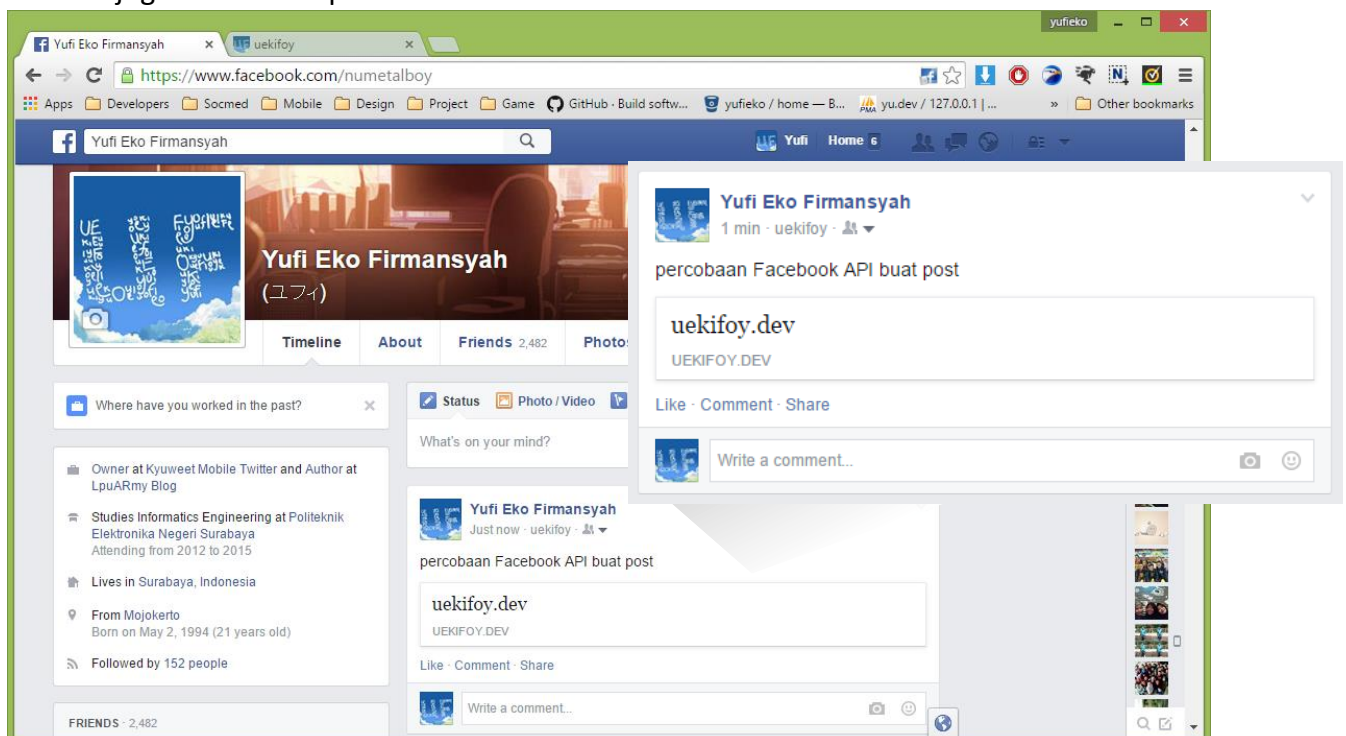 yufieko
Yufi Eko Firmansyah
uekifoy
https://www.facebook.com/numetalboy
Apps Developers Socmed Mobile Design Project Game GitHub · Build softw... yufieko / home — B... yu.dev / 127.0.0.1 | ... » Other bookmarks
Yufi Eko Firmansyah
Yufi Home 6
Yufi Eko Firmansyah
(ユフィ)
Timeline About Friends 2,482
Where have you worked in the past?
Owner at Kyuweet Mobile Twitter and Author at
LpuARmy Blog
Studies Informatics Engineering at Politeknik
Elektronika Negeri Surabaya
Attending from 2012 to 2015
Lives in Surabaya, Indonesia
From Mojokerto
Born on May 2, 1994 (21 years old)
Followed by 152 people
FRIENDS · 2,482
Status Photo / Video
What's on your mind?
Yufi Eko Firmansyah
Just now · uekifoy ·
percobaan Facebook API buat post
uekifoy.dev
UEKIFOY.DEV
Like · Comment · Share
Write a comment...
Yufi Eko Firmansyah
1 min · uekifoy ·
percobaan Facebook API buat post
uekifoy.dev
UEKIFOY.DEV
Like · Comment · Share
Write a comment...